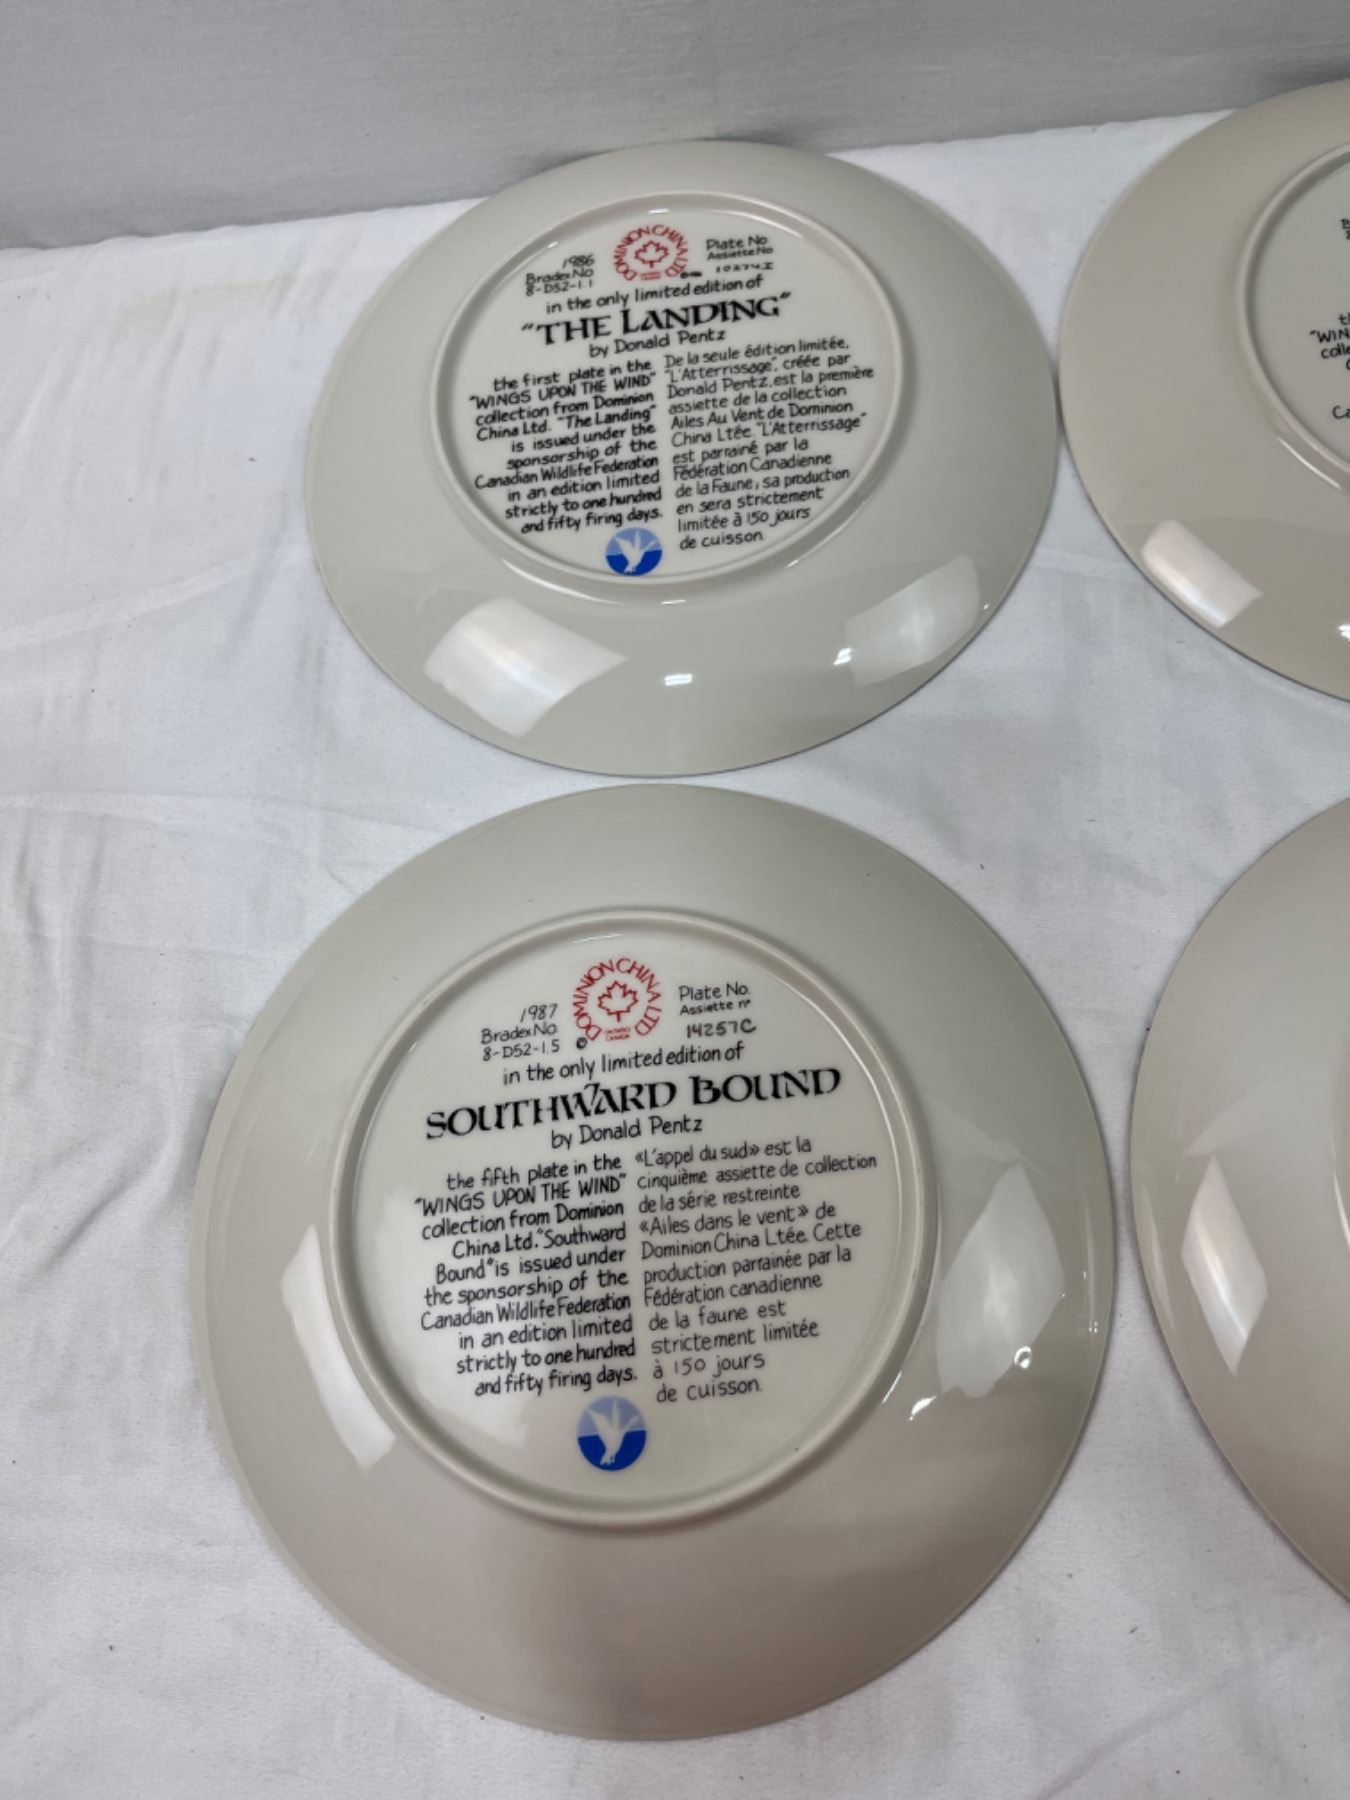 1986
Bradex No
8-D52-1.1
DOMINION CHINA LTD
Plate No.
Assiette No
in the only limited edition of
"THE LANDING"
by Donald Pentz
the first plate in the
"WINGS UPON THE WIND"
collection from Dominion
China Ltd. "The Landing"
is issued under the
sponsorship of the
Canadian Wildlife Federation
in an edition limited
strictly to one hundred
and fifty firing days.
De la seule édition limitée,
"L'Atterrissage", créée par
Donald Pentz, est la première
assiette de la collection
Ailes Au Vent de Dominion
China Ltée. "L'Atterrissage"
est parrainé par la
Fédération Canadienne
de la Faune, sa production
en sera strictement
limitée à 150 jours
de cuisson.
1987
Bradex No.
8-D52-1.5
DOMINION CHINA LTD
ONTARIO
CANADA
©
Plate No.
Assiette nº
14257C
in the only limited edition of
SOUTHWARD BOUND
by Donald Pentz
the fifth plate in the
"WINGS UPON THE WIND"
collection from Dominion
China Ltd. "Southward
Bound" is issued under
the sponsorship of the
Canadian Wildlife Federation
in an edition limited
strictly to one hundred
and fifty firing days.
«L'appel du sud» est la
cinquième assiette de collection
de la série restreinte
«Ailes dans le vent» de
Dominion China Ltée. Cette
production parrainée par la
Fédération canadienne
de la faune est
strictement limitée
à 150 jours
de cuisson.